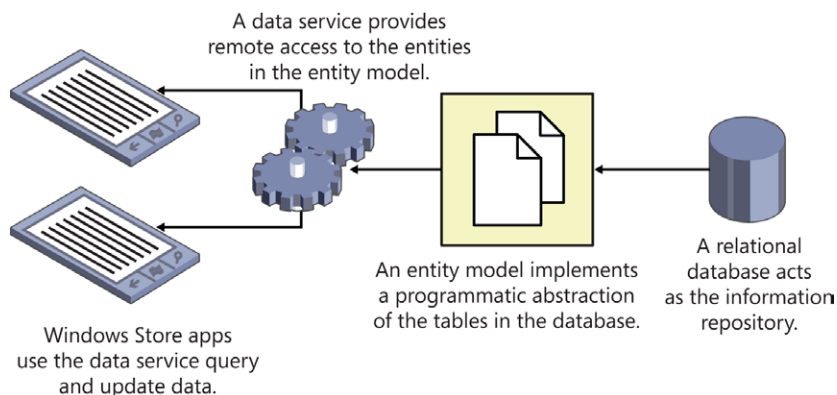 A data service provides
remote access to the entities
in the entity model.
An entity model implements
a programmatic abstraction
of the tables in the database.
A relational
database acts
as the information
repository.
Windows Store apps
use the data service query
and update data.